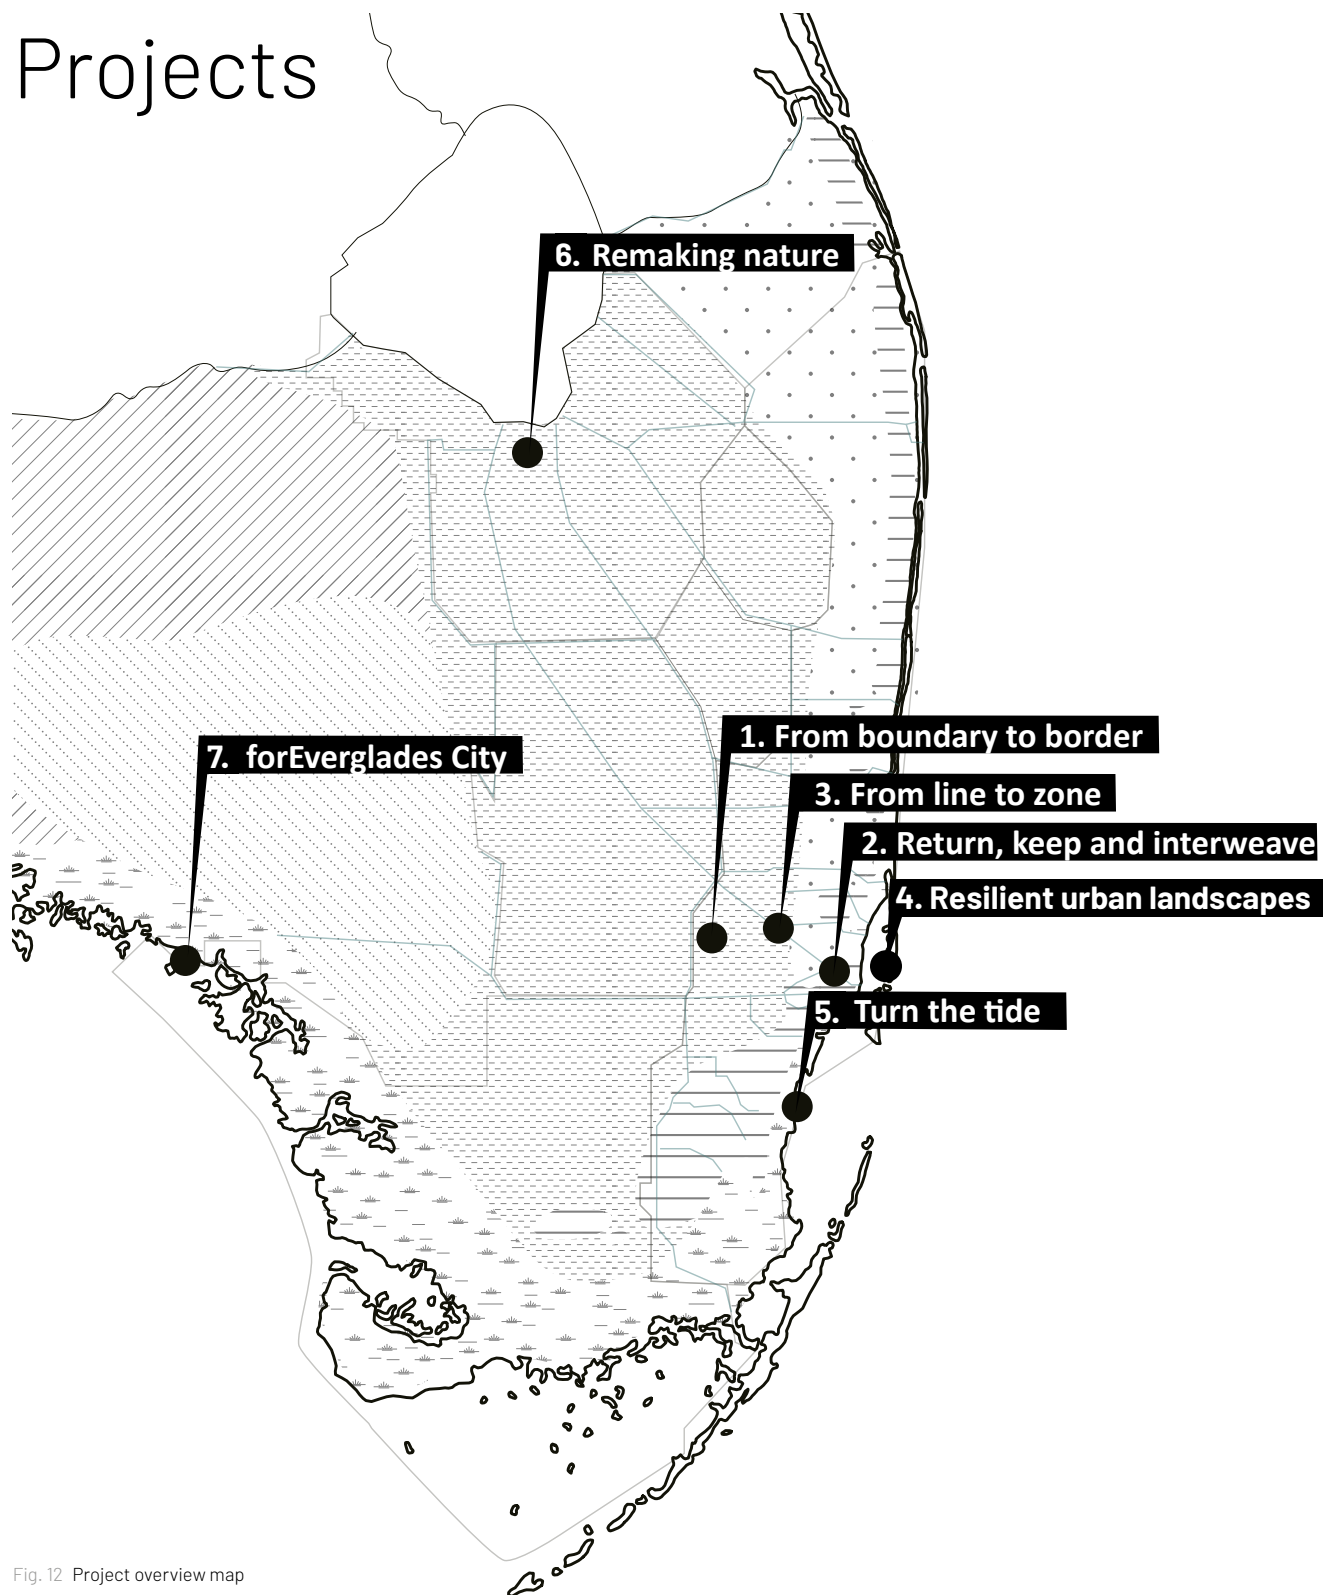 Projects
6. Remaking nature
1. From boundary to border
7. forEverglades City
3. From line to zone
2. Return, keep and interweave
4. Resilient urban landscapes
5. Turn the tide
Fig. 12 Project overview map